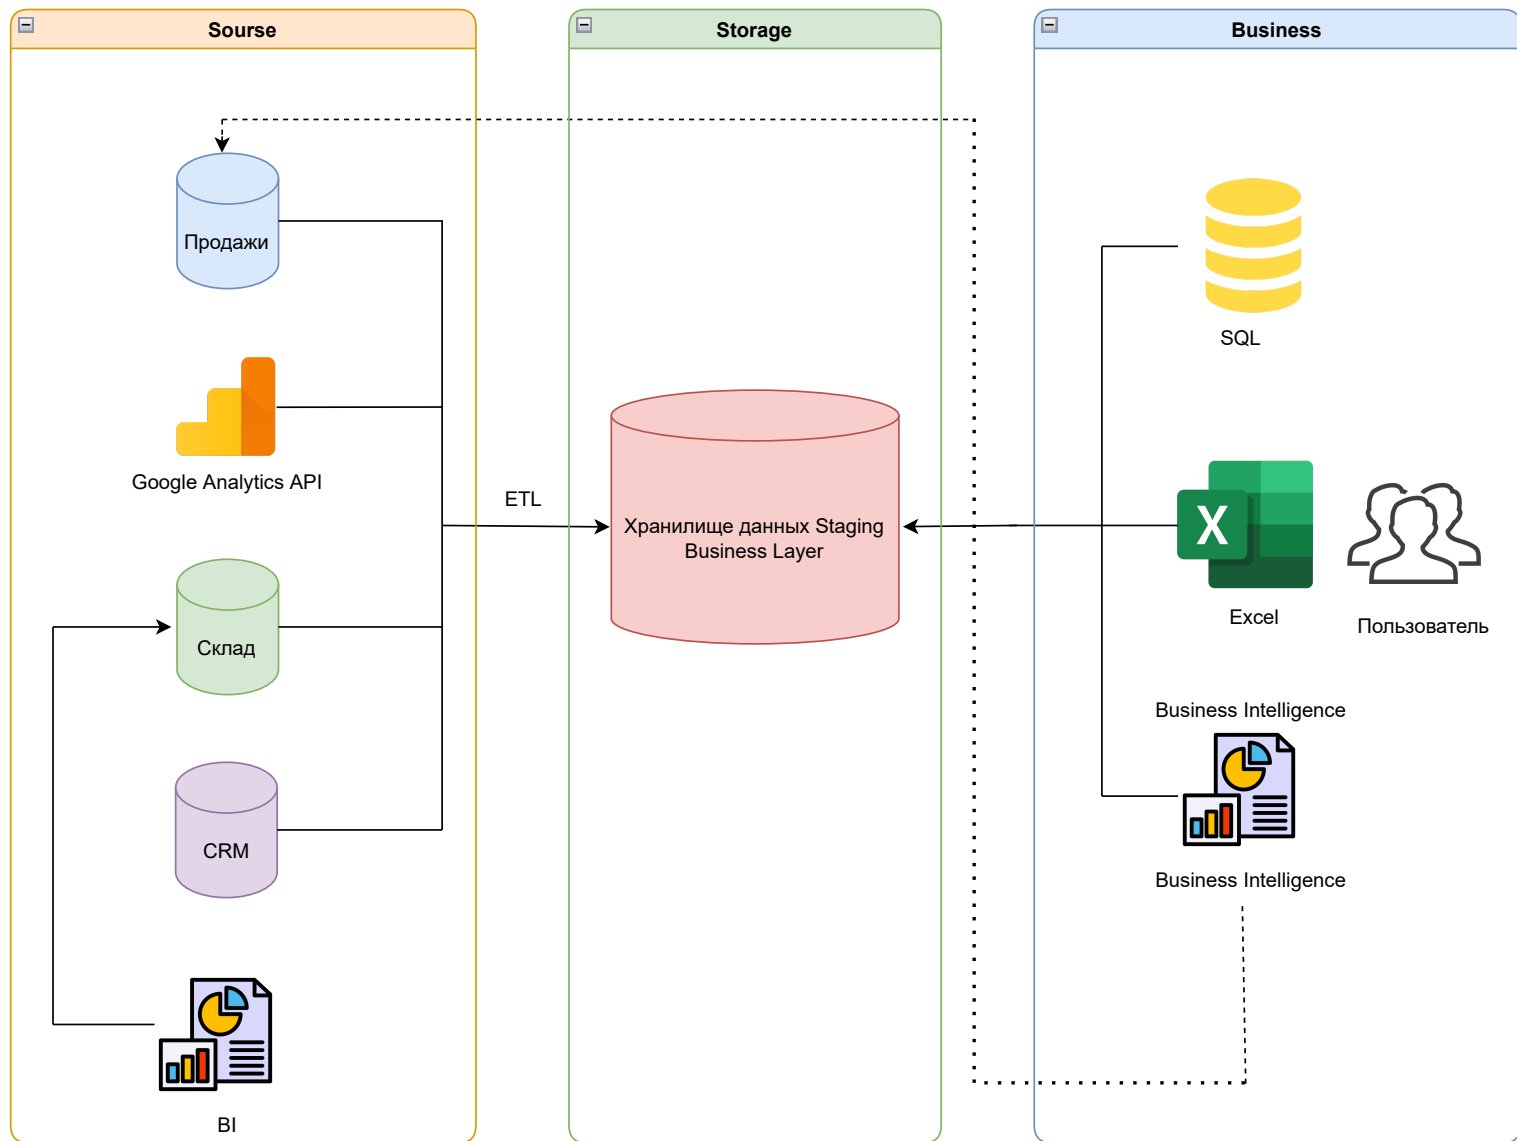 Sourse
Storage
Business
Продажи
Google Analytics API
Склад
CRM
BI
ETL
Хранилище данных Staging
Business Layer
SQL
X
Excel
Пользователь
Business Intelligence
Business Intelligence